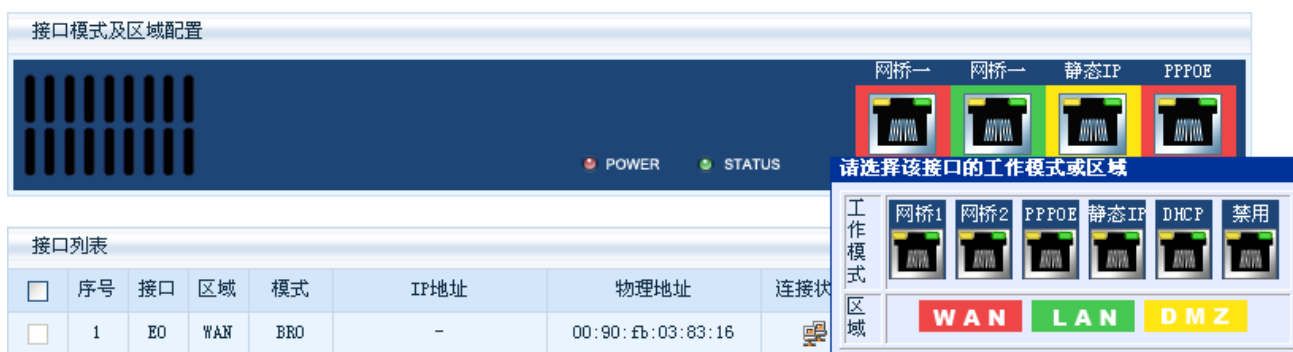 接口模式及区域配置
网桥一 网桥一 静态IP PPPOE
POWER STATUS
请选择该接口的工作模式或区域
工作模式
网桥1 网桥2 PPPOE 静态IP DHCP 禁用
区域
WAN LAN DMZ
接口列表
序号 接口 区域 模式 IP地址 物理地址 连接状
1 E0 WAN BR0 - 00:90:fb:03:83:16